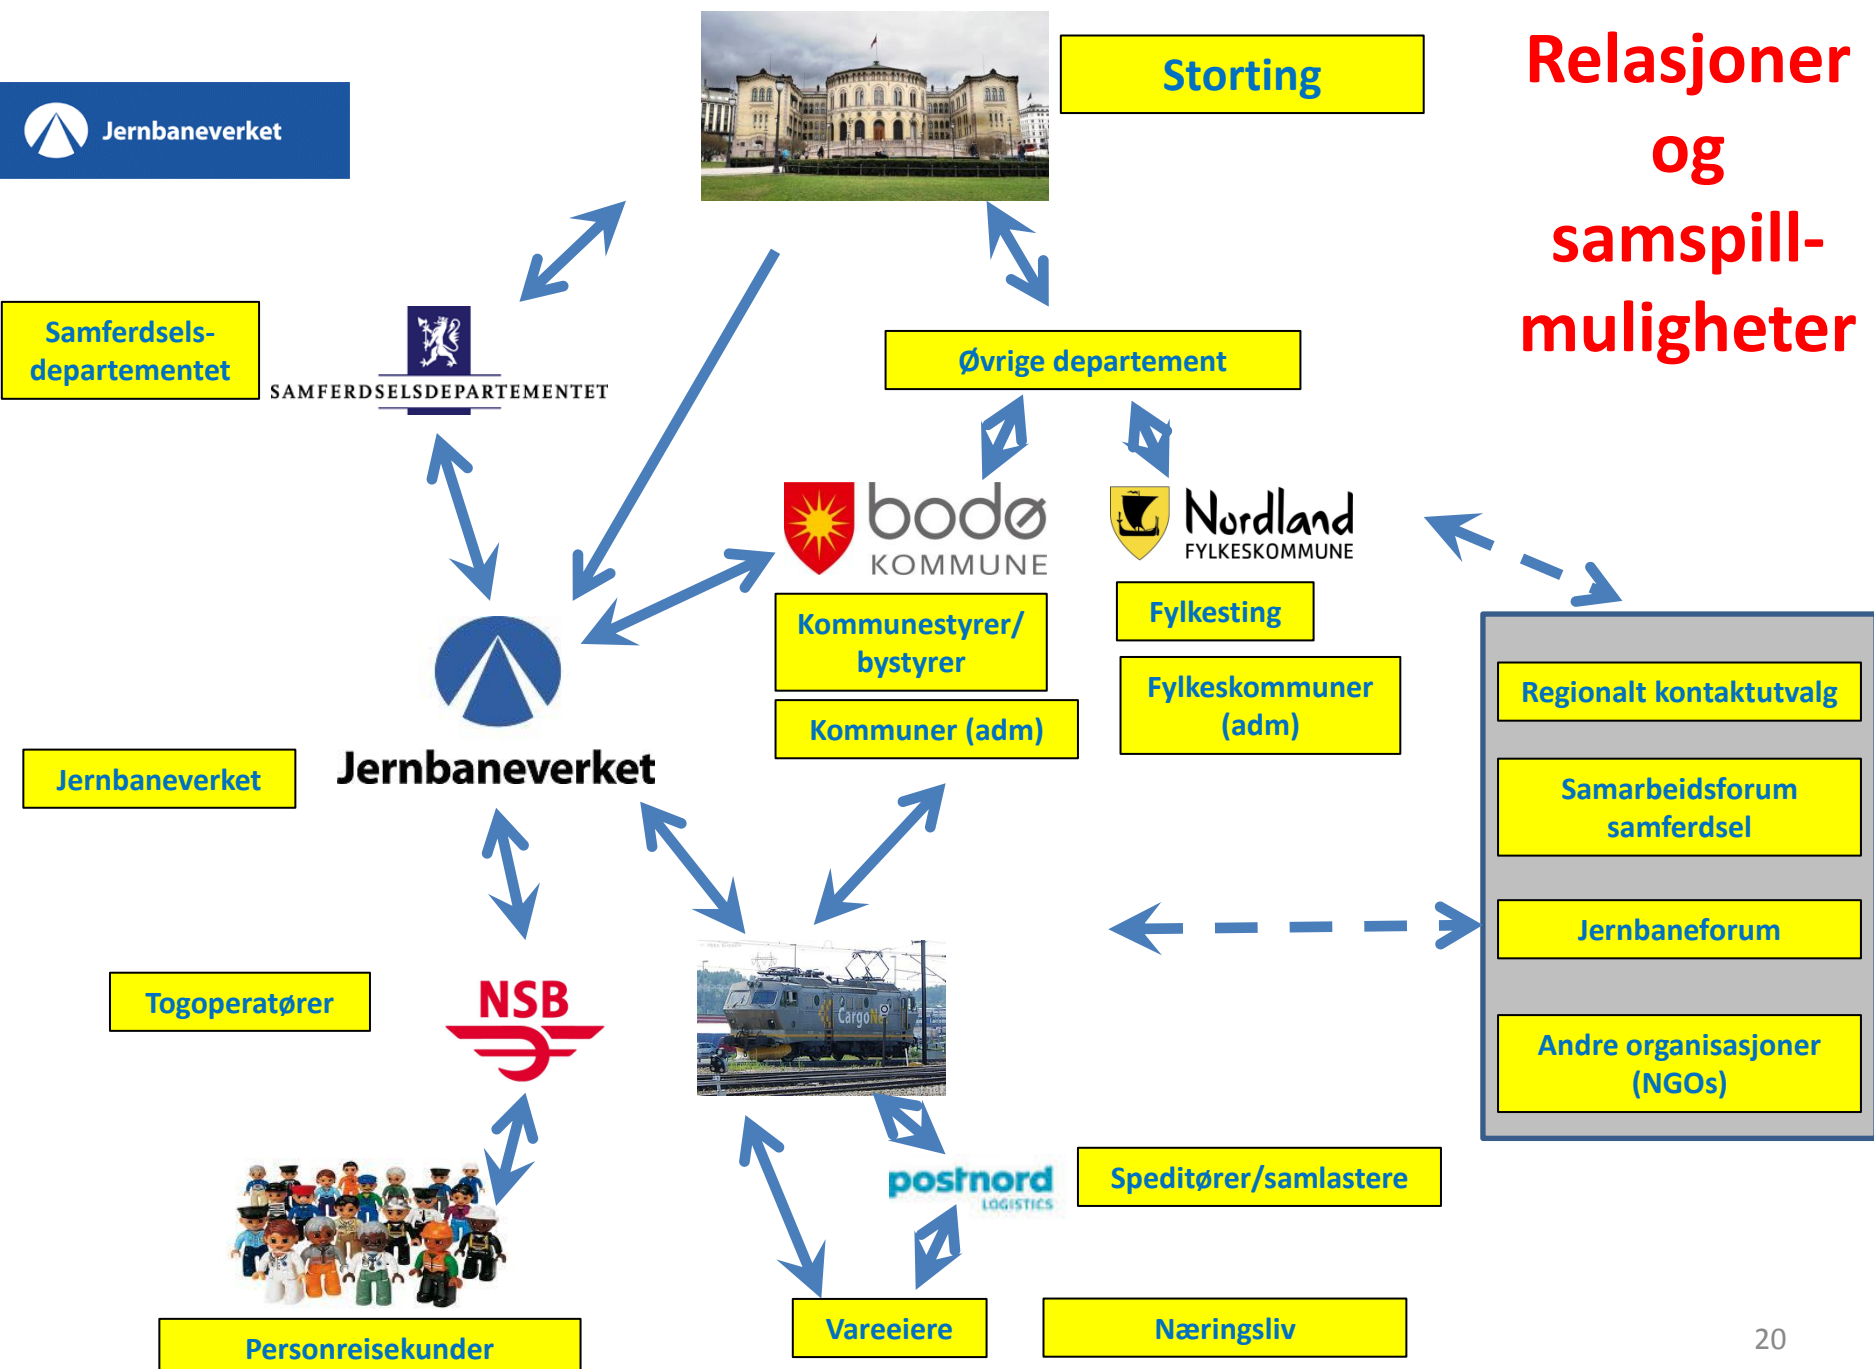 Jernbaneverket
Storting
Relasjoner
og
samspill-
muligheter
Samferdsels-
departementet
SAMFERDSELSDEPARTEMENTET
Øvrige departement
bodø
KOMMUNE
Nordland
FYLKESKOMMUNE
Kommunestyrer/
bystyrer
Kommuner (adm)
Fylkesting
Fylkeskommuner
(adm)
Regionalt kontaktutvalg
Samarbeidsforum
samferdsel
Jernbaneforum
Andre organisasjoner
(NGOs)
Jernbaneverket
Jernbaneverket
Togoperatører
NSB
CargoNet
postnord
LOGISTICS
Speditører/samlastere
Personreisekunder
Vareeiere
Næringsliv
20